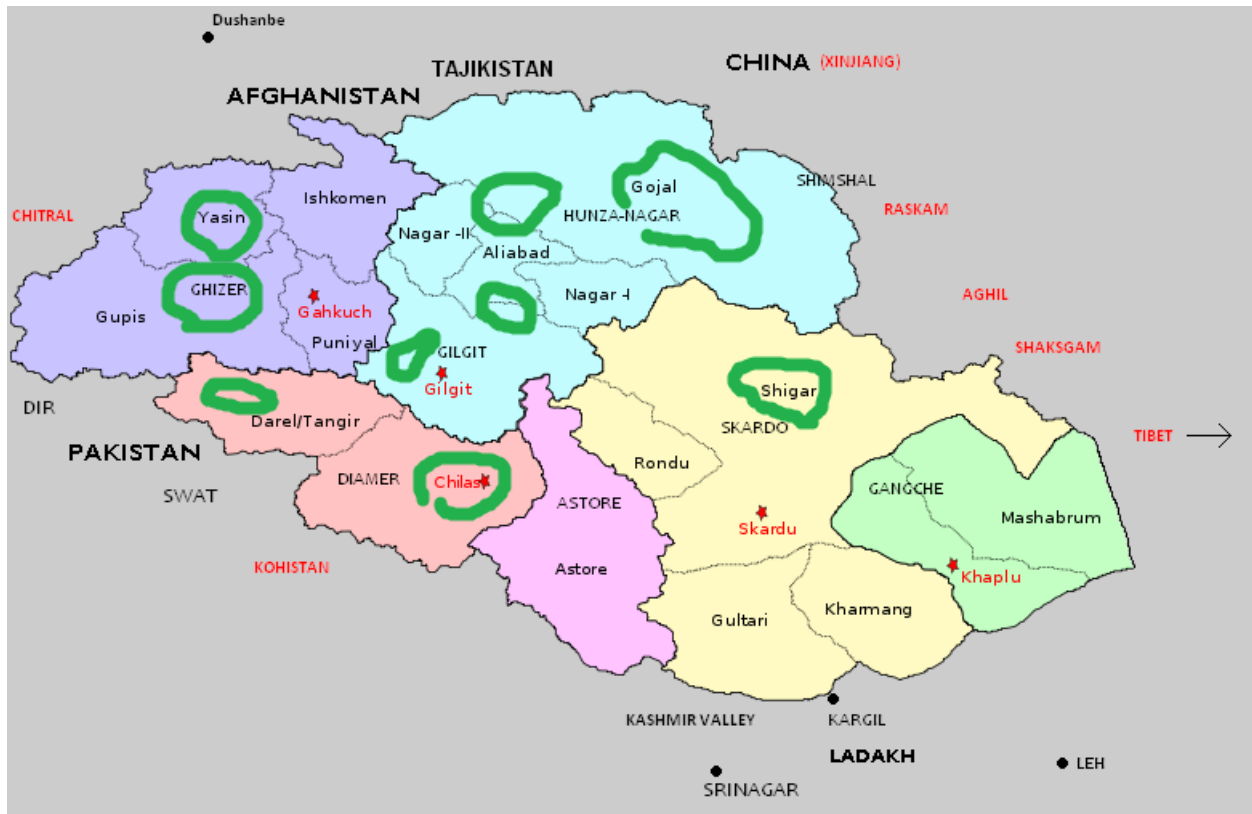 Dushanbe
CHINA (XINJIANG)
TAJIKISTAN
AFGHANISTAN
SHIMSHAL
Gojal
Ishkomen
RASKAM
CHITRAL
Yasin
HUNZA-NAGAR
Nagar -II
Aliabad
GHIZER
Nagar -I
AGHIL
Gahkuch
Gupis
Puniyal
SHAKSGAM
GILGIT
Gilgit
Shigar
DIR
Darel/Tangir
SKARDO
TIBET
PAKISTAN
Rondu
DIAMER
Chilas
GANGCHE
SWAT
ASTORE
Mashabrum
Skardu
KOHISTAN
Astore
Khaplu
Gultari
Kharmang
KASHMIR VALLEY
KARGIL
LADAKH
LEH
SRINAGAR